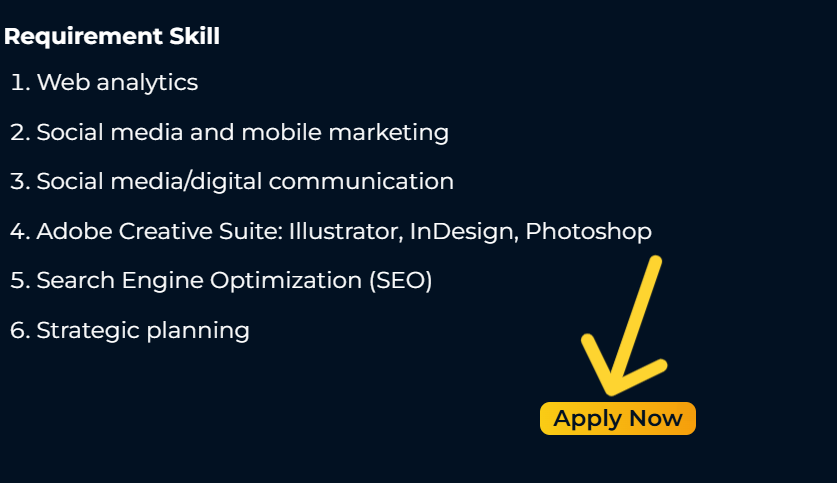 Requirement Skill
1. Web analytics
2. Social media and mobile marketing
3. Social media/digital communication
4. Adobe Creative Suite: Illustrator, InDesign, Photoshop
5. Search Engine Optimization (SEO)
6. Strategic planning
Apply Now